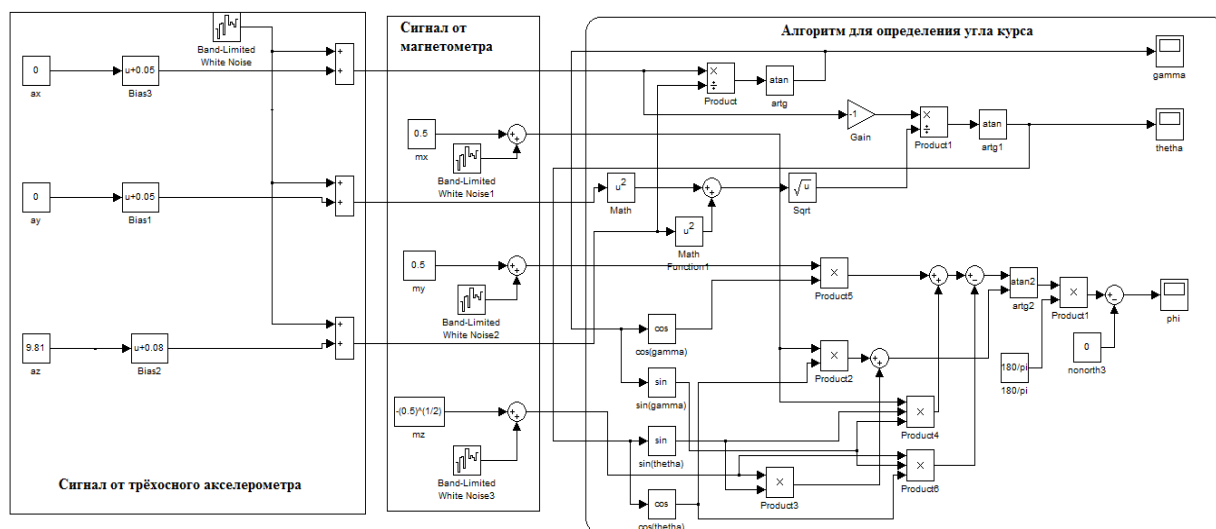 Сигнал от
магнетометра
Алгоритм для определения угла курса
Band-Limited
White Noise
0
ax
u+0.05
Bias3
+
+
×
÷
Product
atan
artg
gamma
-1
Gain
×
÷
Product1
atan
artg1
thetha
0.5
mx
+
+
Band-Limited
White Noise1
0
ay
u+0.05
Bias1
+
+
u²
Math
+
+
√u
Sqrt
u²
Math
Function1
0.5
my
+
+
Band-Limited
White Noise2
×
Product5
+
+
+
−
atan2
artg2
×
Product1
+
−
phi
9.81
az
u+0.08
Bias2
+
+
cos
cos(gamma)
×
Product2
+
+
180/pi
180/pi
0
nonorth3
sin
sin(gamma)
-(0.5)^(1/2)
mz
+
+
Band-Limited
White Noise3
sin
sin(thetha)
×
Product4
×
Product3
×
Product6
cos
cos(thetha)
Сигнал от трёхосного акселерометра